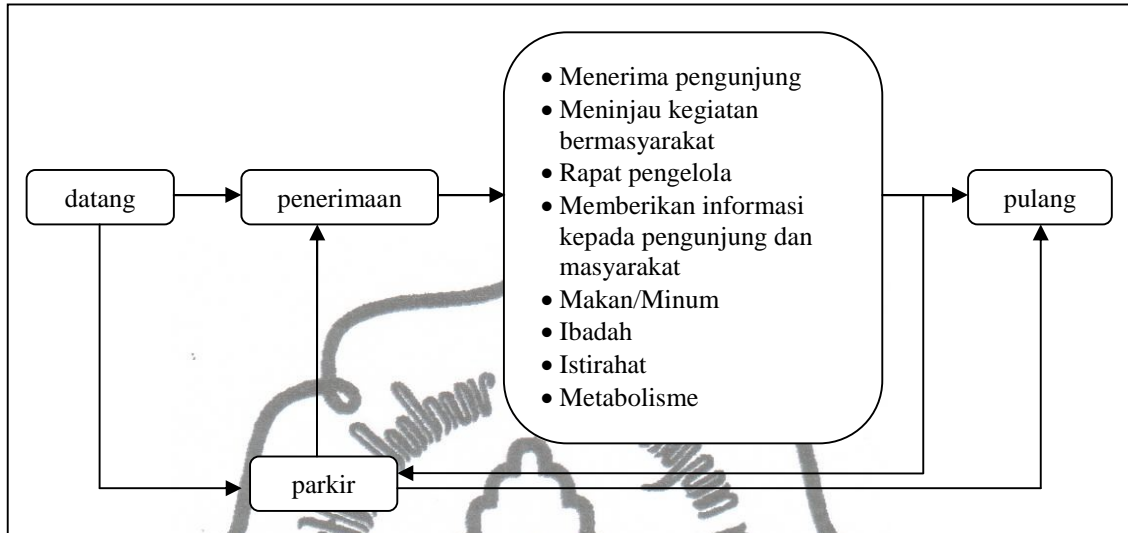 datang
penerimaan
• Menerima pengunjung
• Meninjau kegiatan
bermasyarakat
• Rapat pengelola
• Memberikan informasi
kepada pengunjung dan
masyarakat
• Makan/Minum
• Ibadah
• Istirahat
• Metabolisme
pulang
parkir